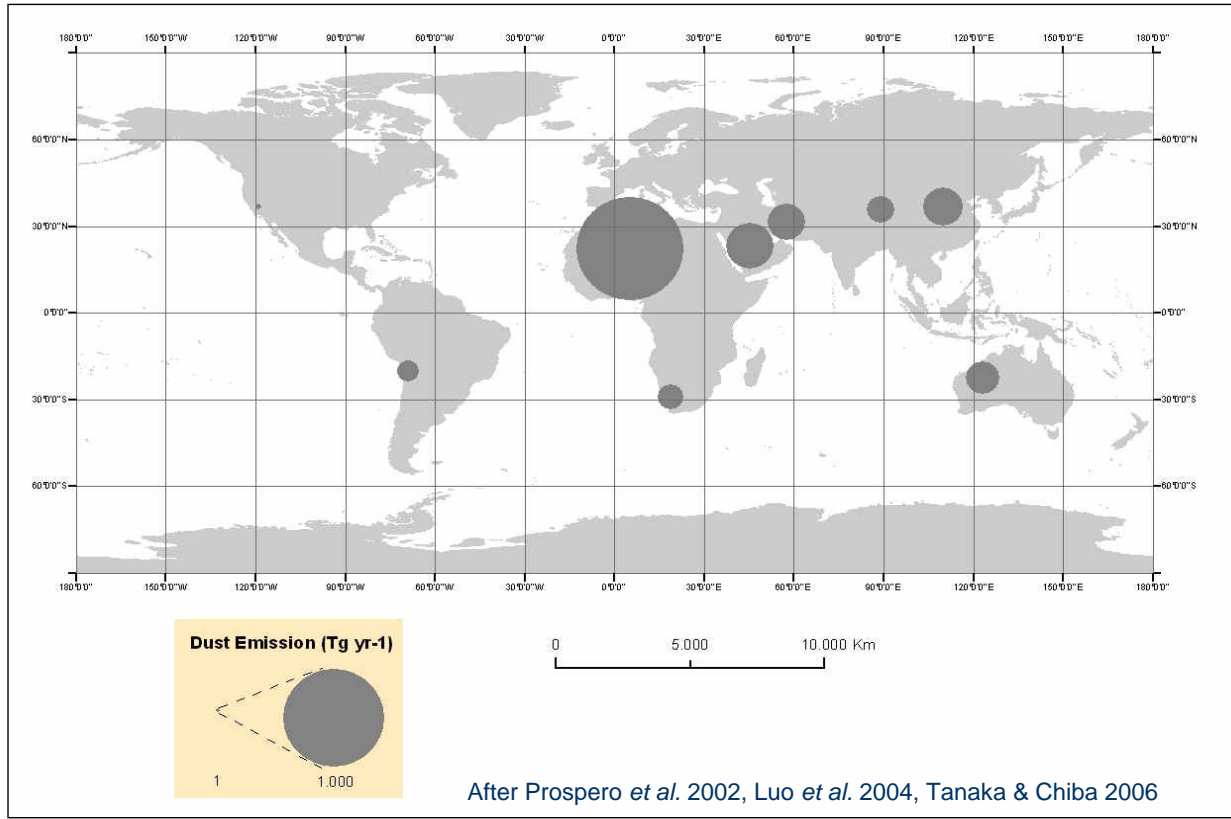 180°0'0" 150°0'0"W 120°0'0"W 90°0'0"W 60°0'0"W 30°0'0"W 0°0'0" 30°0'0"E 60°0'0"E 90°0'0"E 120°0'0"E 150°0'0"E 180°0'0"
60°0'0"N 60°0'0"N
30°0'0"N 30°0'0"N
0°0'0" 0°0'0"
30°0'0"S 30°0'0"S
60°0'0"S 60°0'0"S
180°0'0" 150°0'0"W 120°0'0"W 90°0'0"W 60°0'0"W 30°0'0"W 0°0'0" 30°0'0"E 60°0'0"E 90°0'0"E 120°0'0"E 150°0'0"E 180°0'0"
Dust Emission (Tg yr-1)
1 1.000
0 5.000 10.000 Km
After Prospero et al. 2002, Luo et al. 2004, Tanaka & Chiba 2006